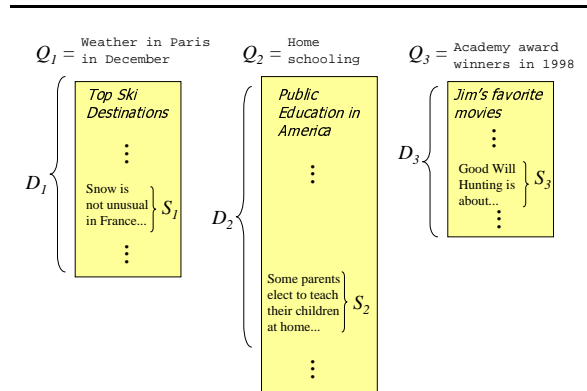 Q1 = Weather in Paris
in December
Top Ski
Destinations
D1
Snow is
not unusual
in France...
S1
Q2 = Home
schooling
Public
Education in
America
D2
Some parents
elect to teach
their children
at home...
S2
Q3 = Academy award
winners in 1998
Jim's favorite
movies
D3
Good Will
Hunting is
about...
S3